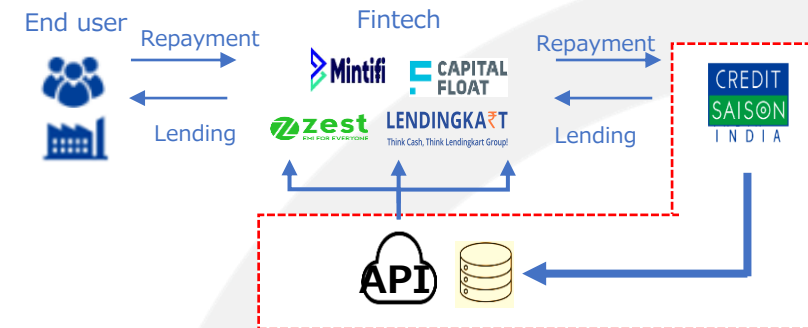 End user
Fintech
Repayment
Repayment
Mintifi
CAPITAL
FLOAT
CREDIT
SAISON
INDIA
zest
EMI FOR EVERYONE
LENDINGKA₹T
Think Cash, Think Lendingkart Group!
Lending
Lending
API